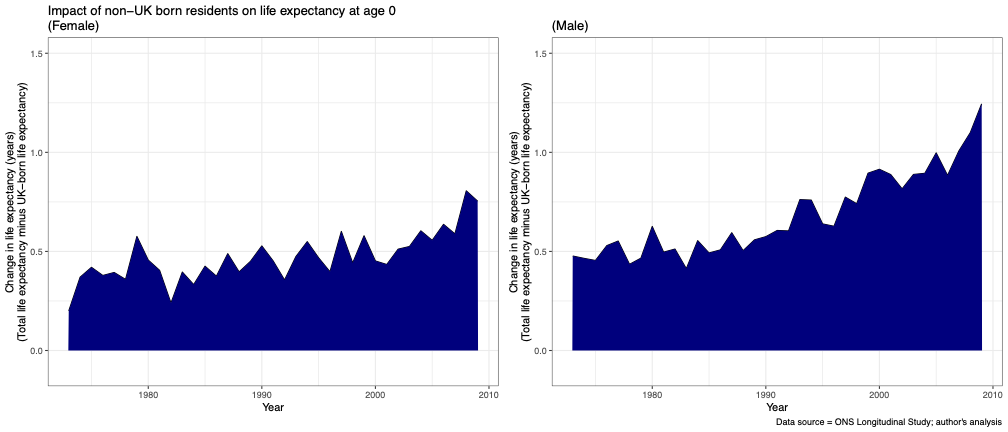 Impact of non−UK born residents on life expectancy at age 0
(Female)
Change in life expectancy (years)
(Total life expectancy minus UK−born life expectancy)
1.5
1.0
0.5
0.0
1980
1990
2000
2010
Year
(Male)
Change in life expectancy (years)
(Total life expectancy minus UK−born life expectancy)
1.5
1.0
0.5
0.0
1980
1990
2000
2010
Year
Data source = ONS Longitudinal Study; author's analysis